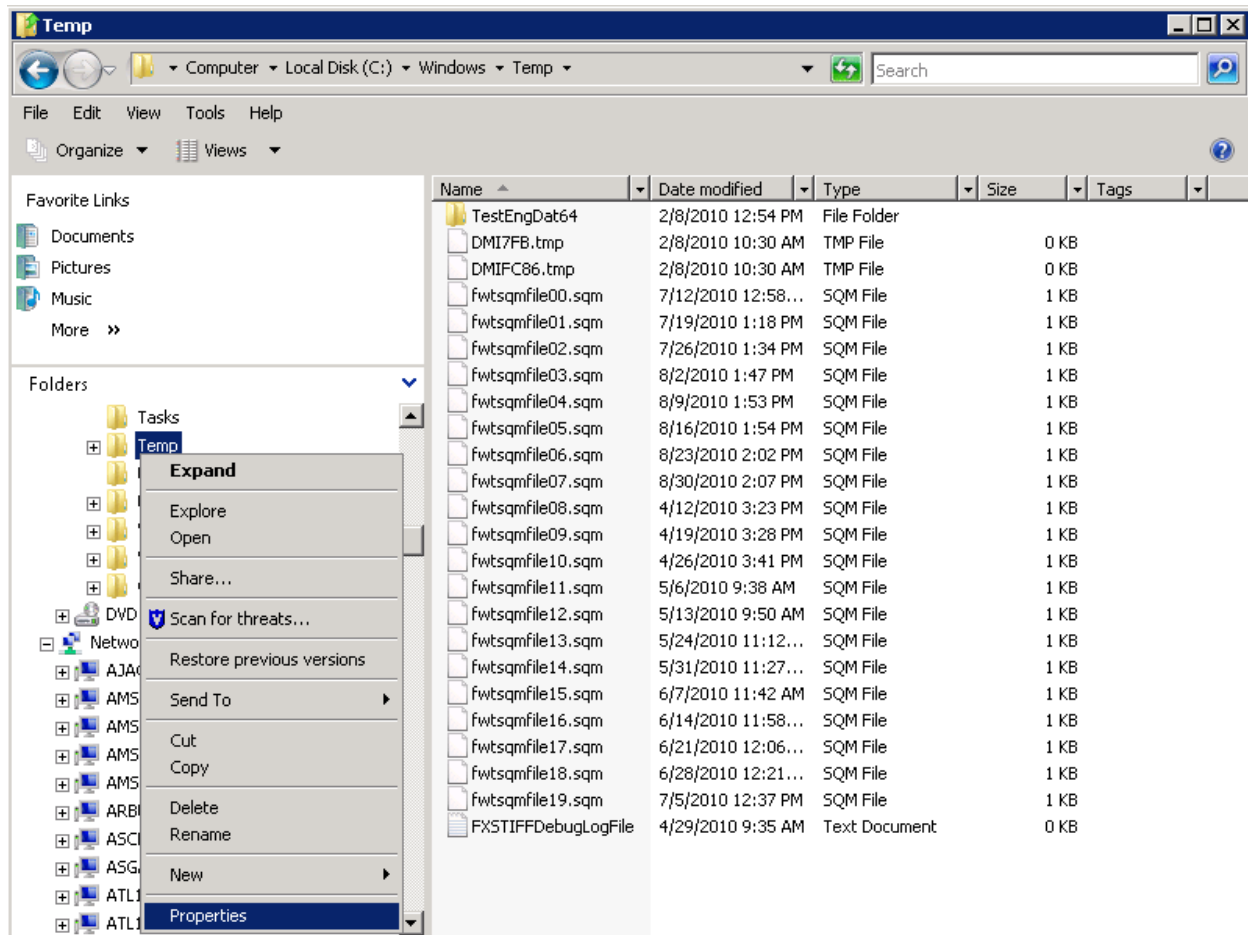 Temp
Computer Local Disk (C:) Windows Temp
Search
File Edit View Tools Help
Organize Views
Favorite Links
Documents
Pictures
Music
More »
Folders
Tasks
Temp
DVD
Netwo
AJA
AMS
AMS
AMS
AMS
ARB
ASC
ASG
ATL1
ATL1
Expand
Explore
Open
Share...
Scan for threats...
Restore previous versions
Send To
Cut
Copy
Delete
Rename
New
Properties
Name Date modified Type Size Tags
TestEngDat64 2/8/2010 12:54 PM File Folder
DMI7FB.tmp 2/8/2010 10:30 AM TMP File 0 KB
DMIFC86.tmp 2/8/2010 10:30 AM TMP File 0 KB
fwtsqmfile00.sqm 7/12/2010 12:58... SQM File 1 KB
fwtsqmfile01.sqm 7/19/2010 1:18 PM SQM File 1 KB
fwtsqmfile02.sqm 7/26/2010 1:34 PM SQM File 1 KB
fwtsqmfile03.sqm 8/2/2010 1:47 PM SQM File 1 KB
fwtsqmfile04.sqm 8/9/2010 1:53 PM SQM File 1 KB
fwtsqmfile05.sqm 8/16/2010 1:54 PM SQM File 1 KB
fwtsqmfile06.sqm 8/23/2010 2:02 PM SQM File 1 KB
fwtsqmfile07.sqm 8/30/2010 2:07 PM SQM File 1 KB
fwtsqmfile08.sqm 4/12/2010 3:23 PM SQM File 1 KB
fwtsqmfile09.sqm 4/19/2010 3:28 PM SQM File 1 KB
fwtsqmfile10.sqm 4/26/2010 3:41 PM SQM File 1 KB
fwtsqmfile11.sqm 5/6/2010 9:38 AM SQM File 1 KB
fwtsqmfile12.sqm 5/13/2010 9:50 AM SQM File 1 KB
fwtsqmfile13.sqm 5/24/2010 11:12... SQM File 1 KB
fwtsqmfile14.sqm 5/31/2010 11:27... SQM File 1 KB
fwtsqmfile15.sqm 6/7/2010 11:42 AM SQM File 1 KB
fwtsqmfile16.sqm 6/14/2010 11:58... SQM File 1 KB
fwtsqmfile17.sqm 6/21/2010 12:06... SQM File 1 KB
fwtsqmfile18.sqm 6/28/2010 12:21... SQM File 1 KB
fwtsqmfile19.sqm 7/5/2010 12:37 PM SQM File 1 KB
FXSTIFFDebugLogFile 4/29/2010 9:35 AM Text Document 0 KB